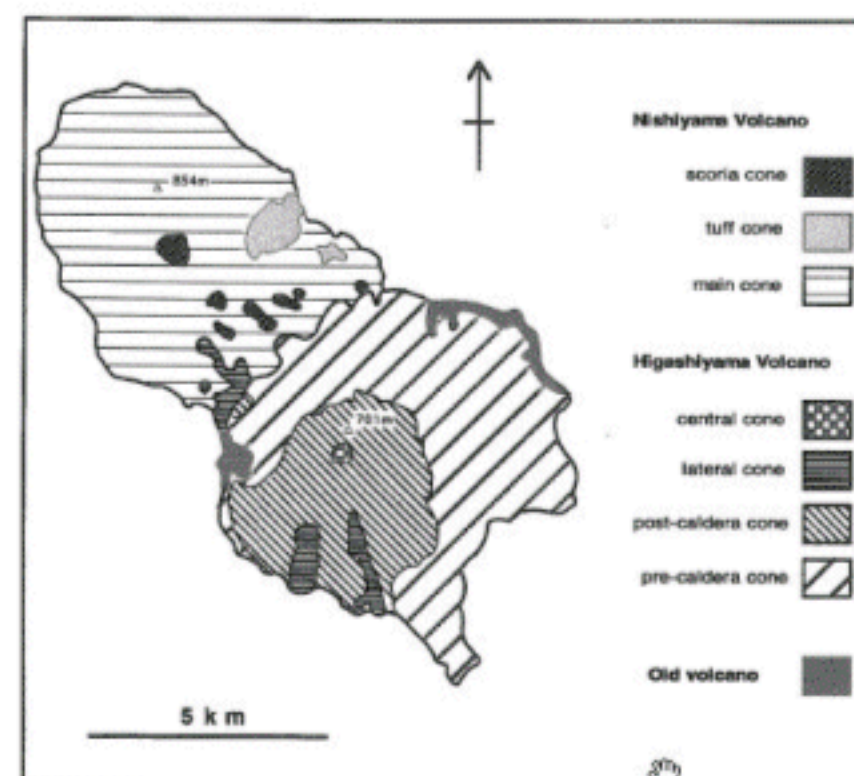 854m
701m
5 km
Nishiyama Volcano
scoria cone
tuff cone
main cone
Higashiyama Volcano
central cone
lateral cone
post-caldera cone
pre-caldera cone
Old volcano